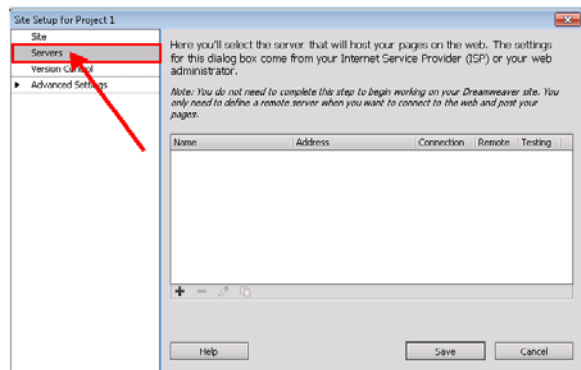 Site Setup for Project 1
Site
Servers
Version Control
Advanced Settings
Here you'll select the server that will host your pages on the web. The settings
for this dialog box come from your Internet Service Provider (ISP) or your web
administrator.
Note: You do not need to complete this step to begin working on your Dreamweaver site. You
only need to define a remote server when you want to connect to the web and post your
pages.
Name Address Connection Remote Testing
Help Save Cancel